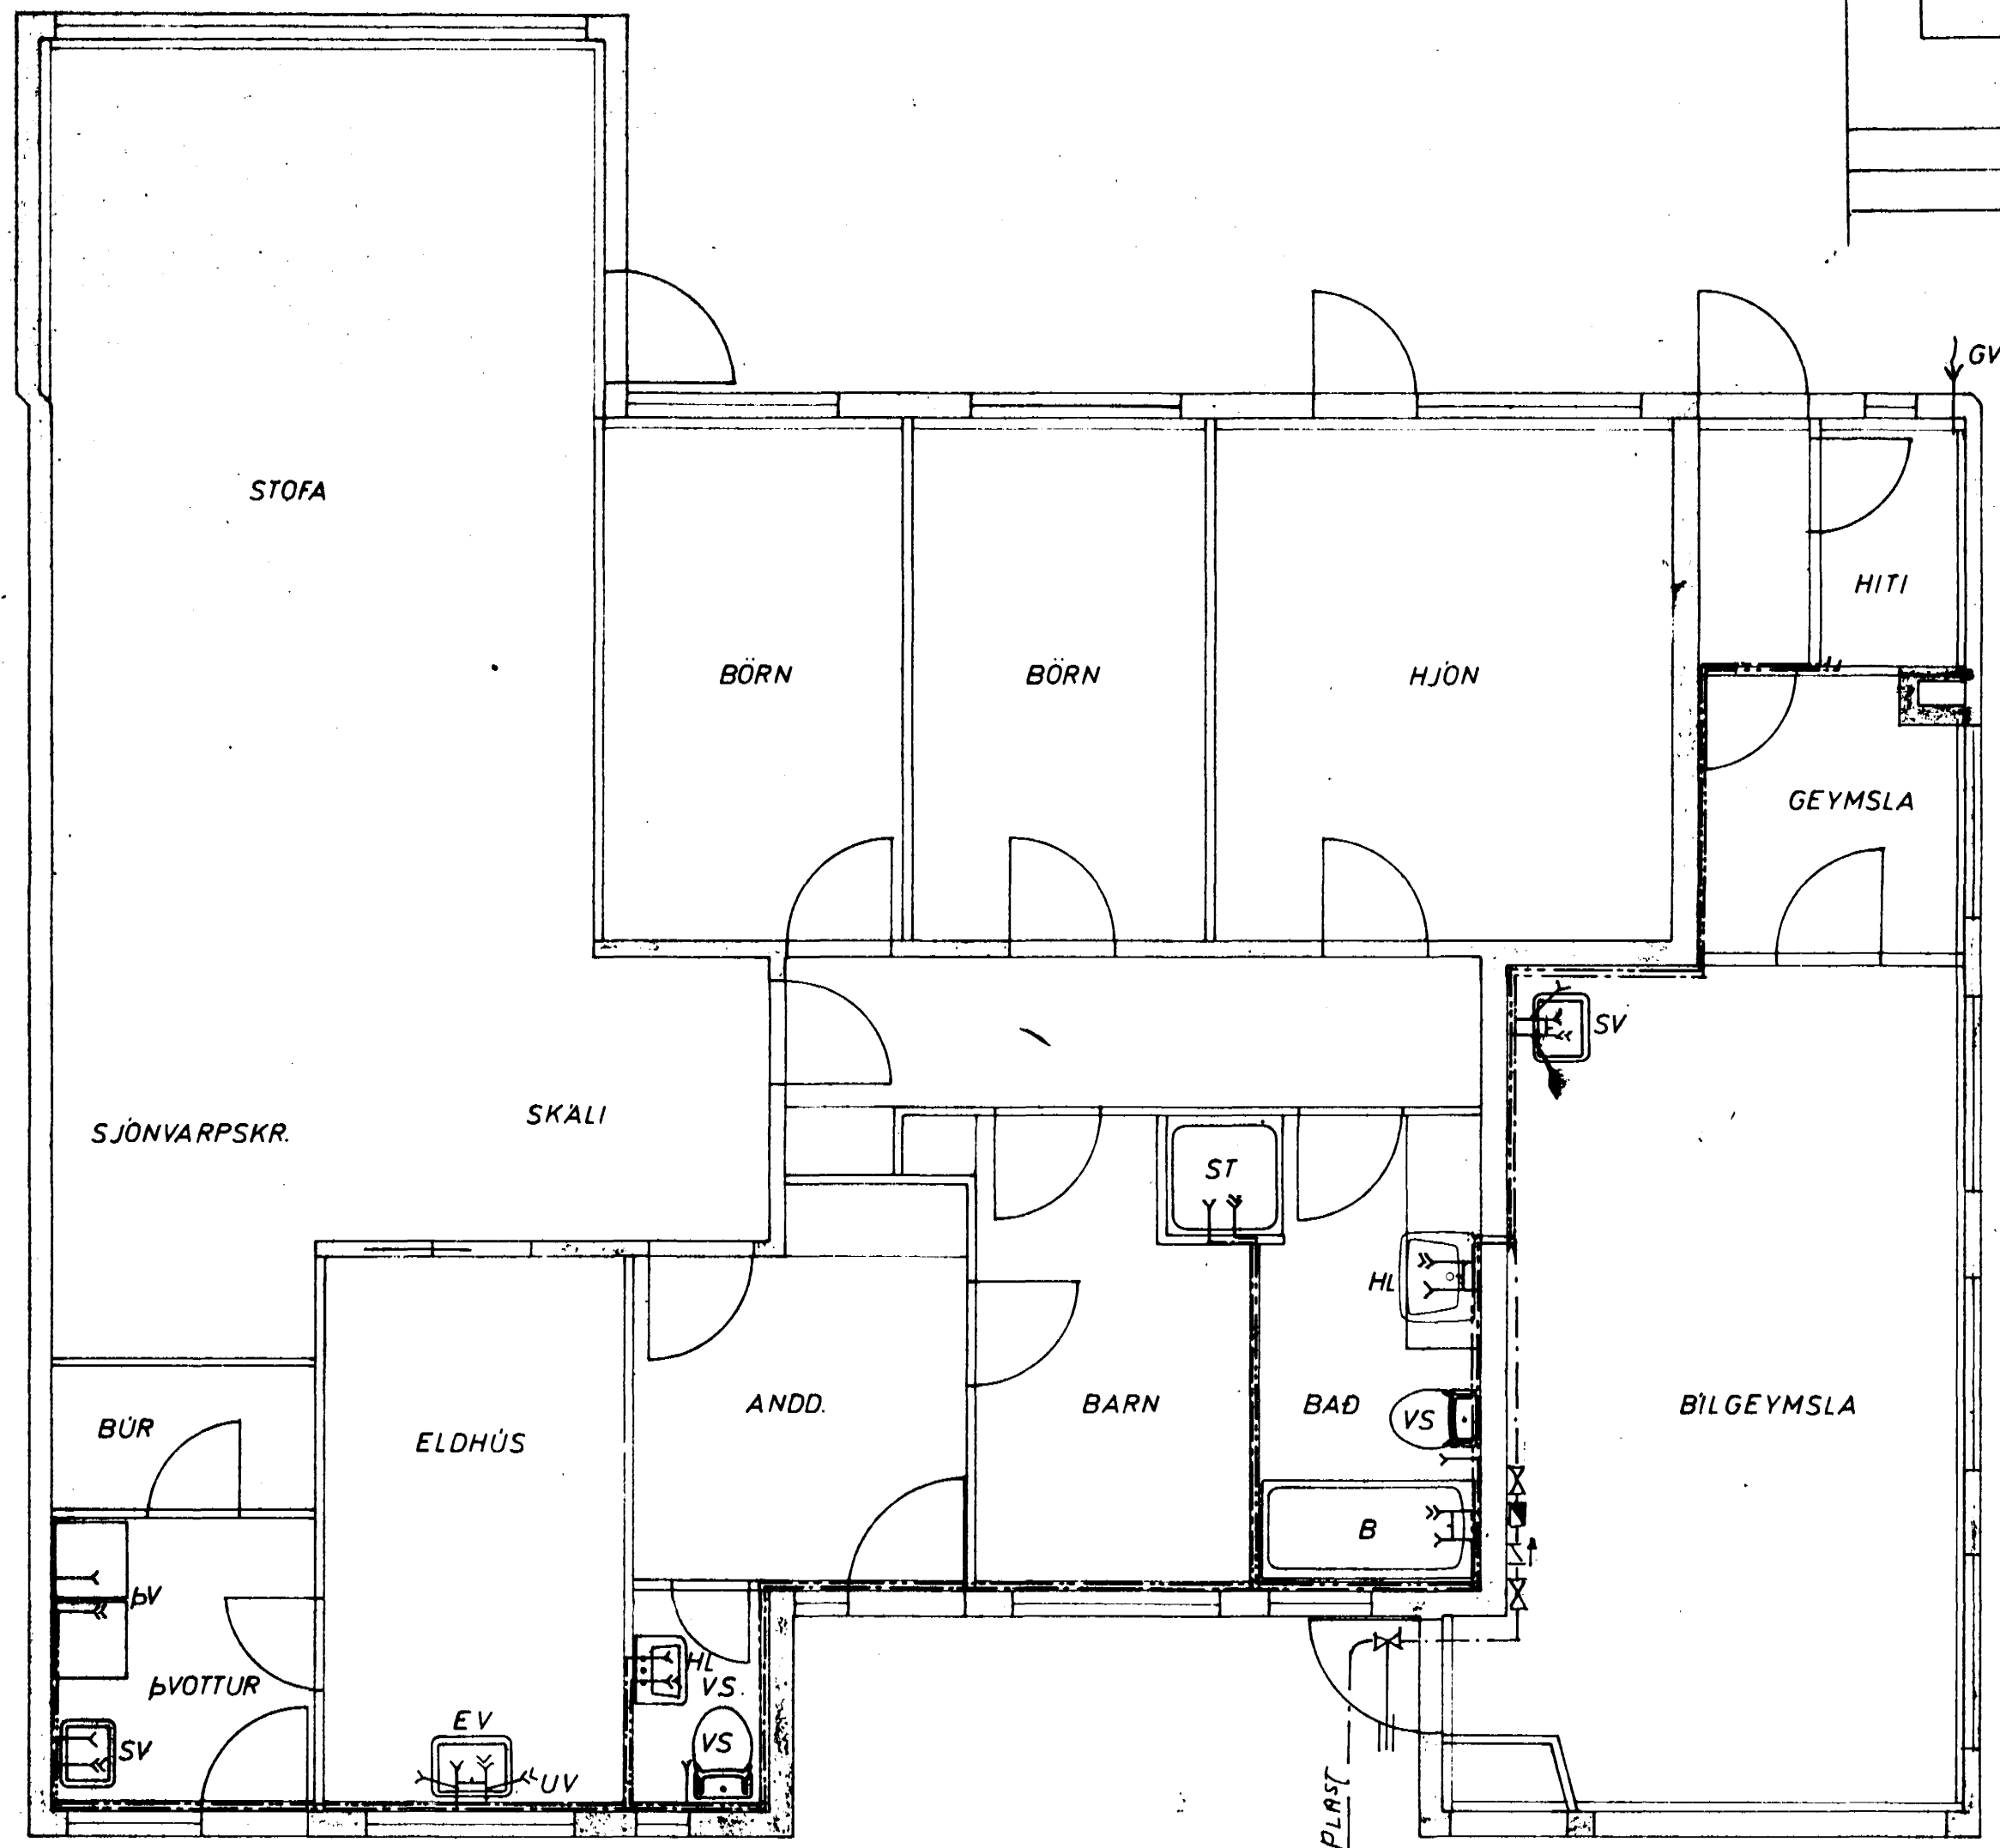 GV
STOFA
HITI
BÖRN
BÖRN
HJÓN
GEYMSLA
SV
SJÓNVARPSKR.
SKÁLI
ST
HL
BÚR
ELDHÚS
ANDD.
BARN
BAÐ
VS
BÍLGEYMSLA
B
ÞV
ÞVOTTUR
HL
VS
EV
VS
SV
UV
PLAST